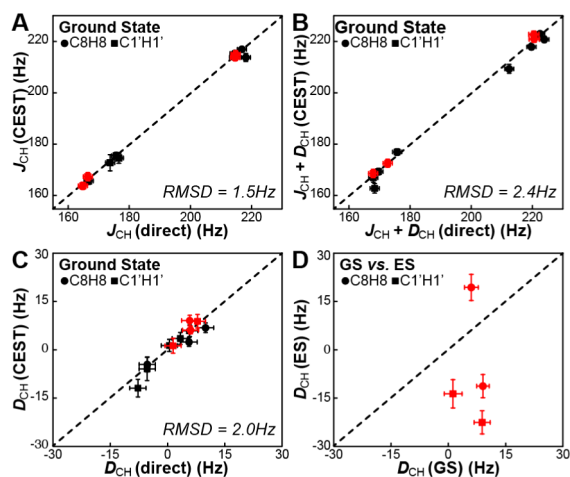 A
Ground State
C8H8 C1'H1'
220
200
180
160
J_CH (CEST) (Hz)
RMSD = 1.5Hz
160 180 200 220
J_CH (direct) (Hz)
B
Ground State
C8H8 C1'H1'
220
200
180
160
J_CH + D_CH (CEST) (Hz)
RMSD = 2.4Hz
160 180 200 220
J_CH + D_CH (direct) (Hz)
C
Ground State
C8H8 C1'H1'
30
15
0
-15
-30
D_CH (CEST) (Hz)
RMSD = 2.0Hz
-30 -15 0 15 30
D_CH (direct) (Hz)
D
GS vs. ES
C8H8 C1'H1'
30
15
0
-15
-30
D_CH (ES) (Hz)
-30 -15 0 15 30
D_CH (GS) (Hz)